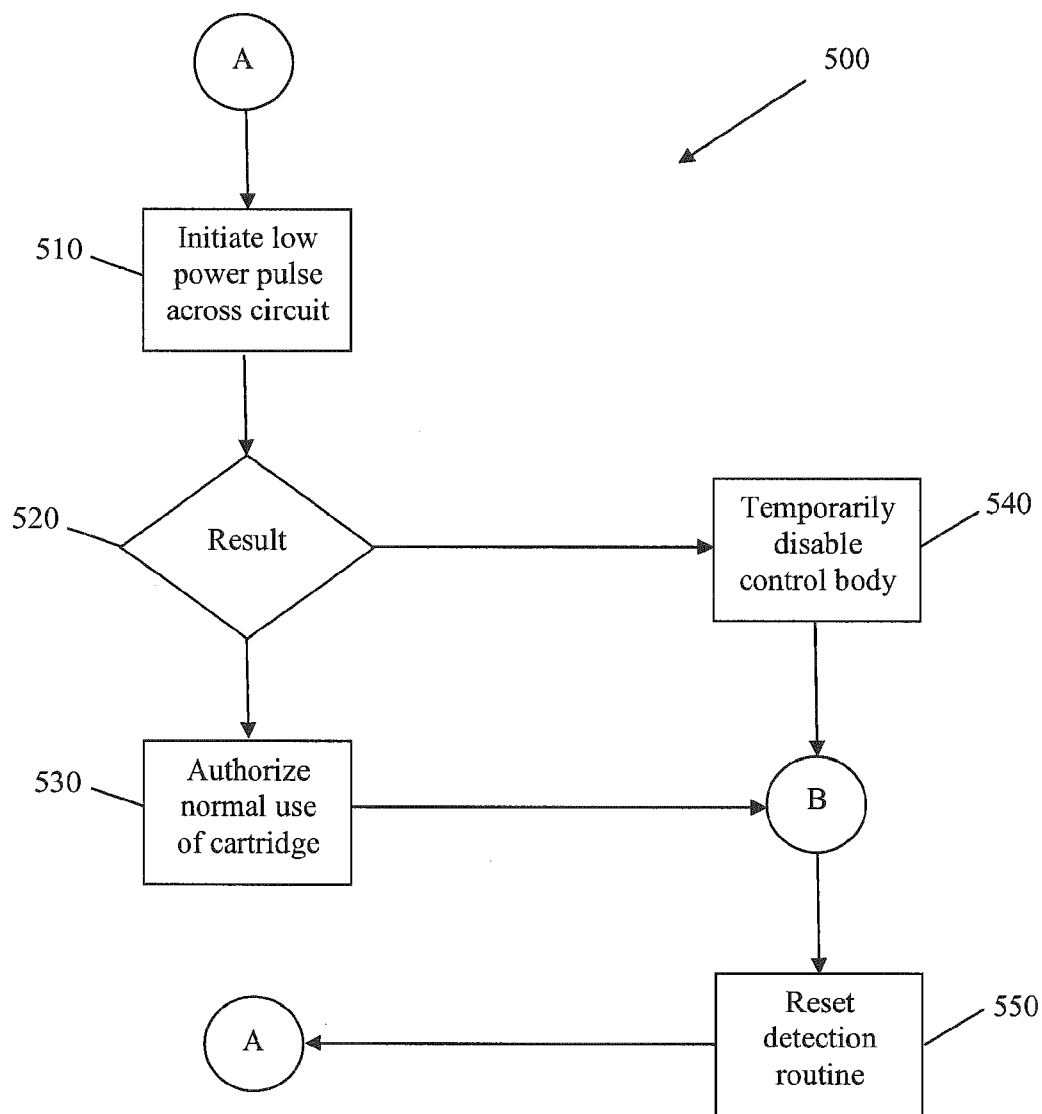 A
500
510
Initiate low
power pulse
across circuit
520
Result
Temporarily
disable
control body
540
530
Authorize
normal use
of cartridge
B
A
Reset
detection
routine
550